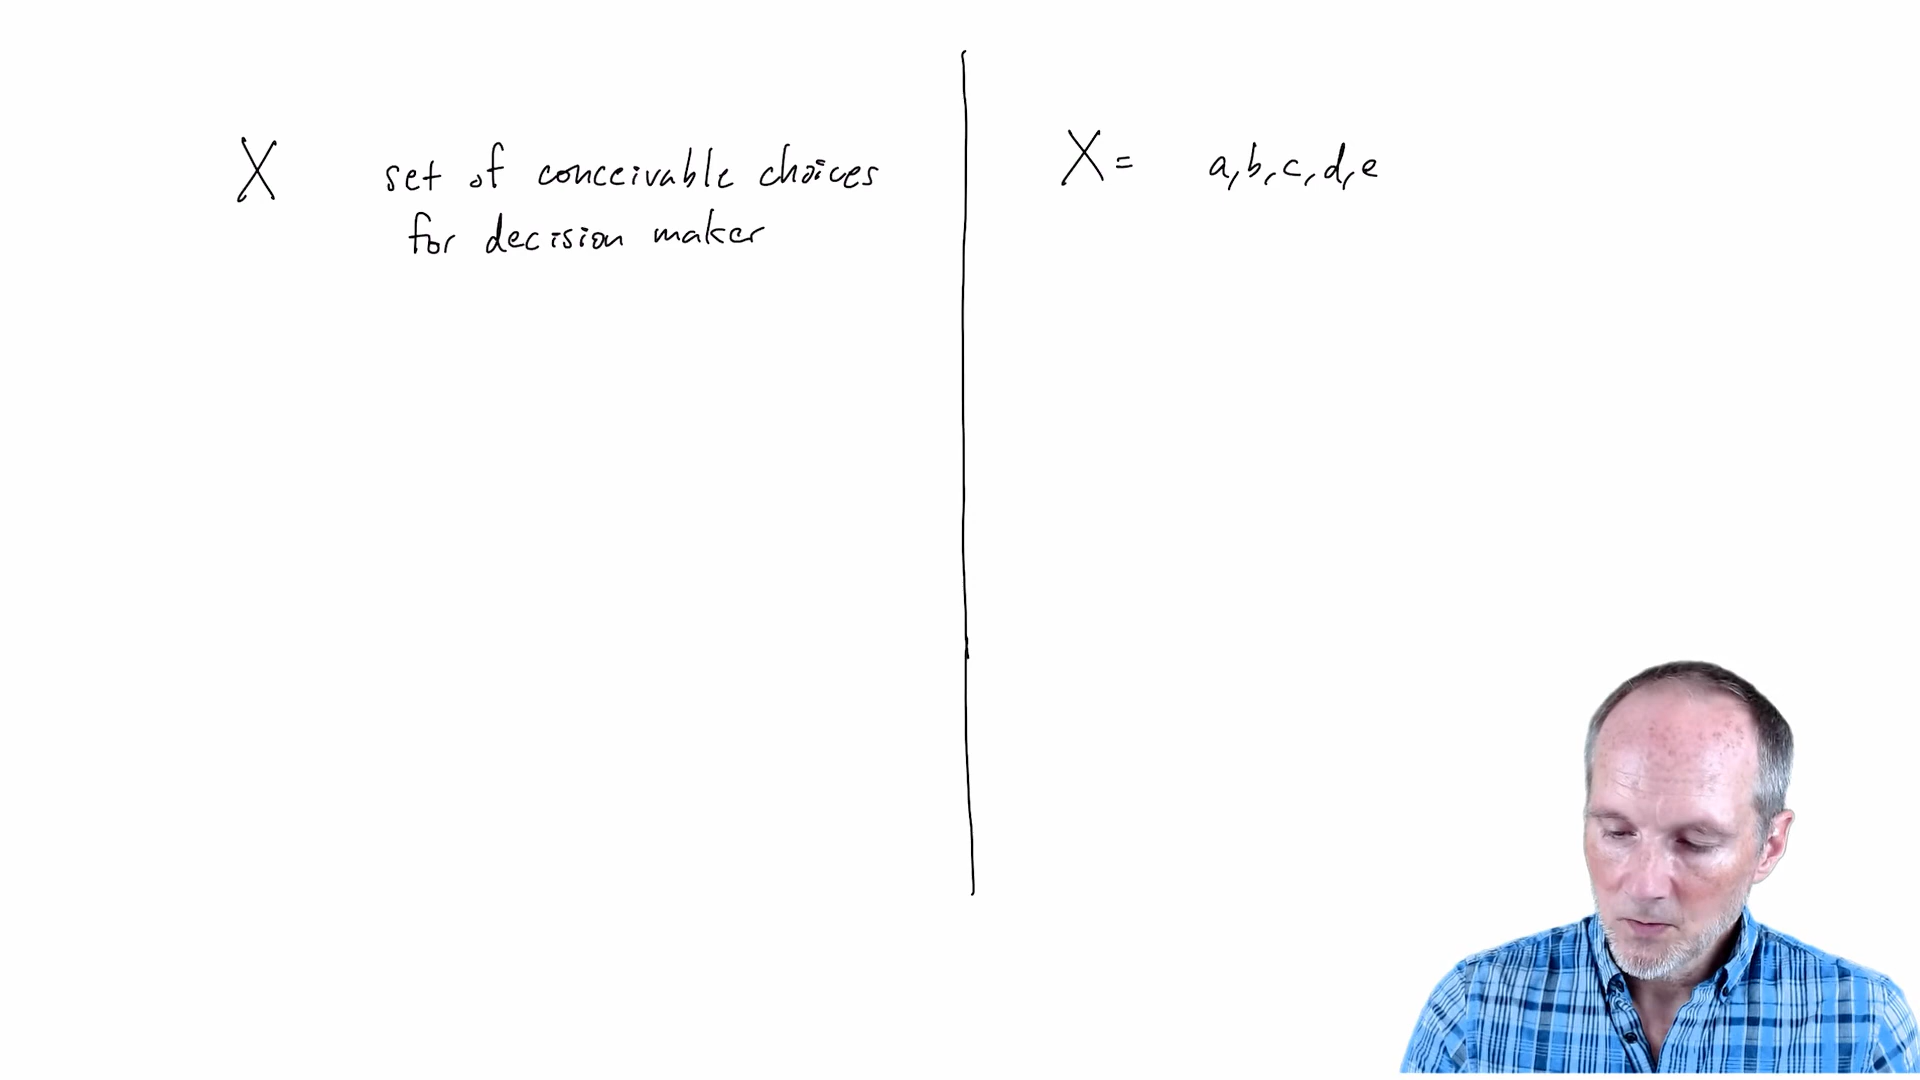 X set of conceivable choices
for decision maker
X = a, b, c, d, e